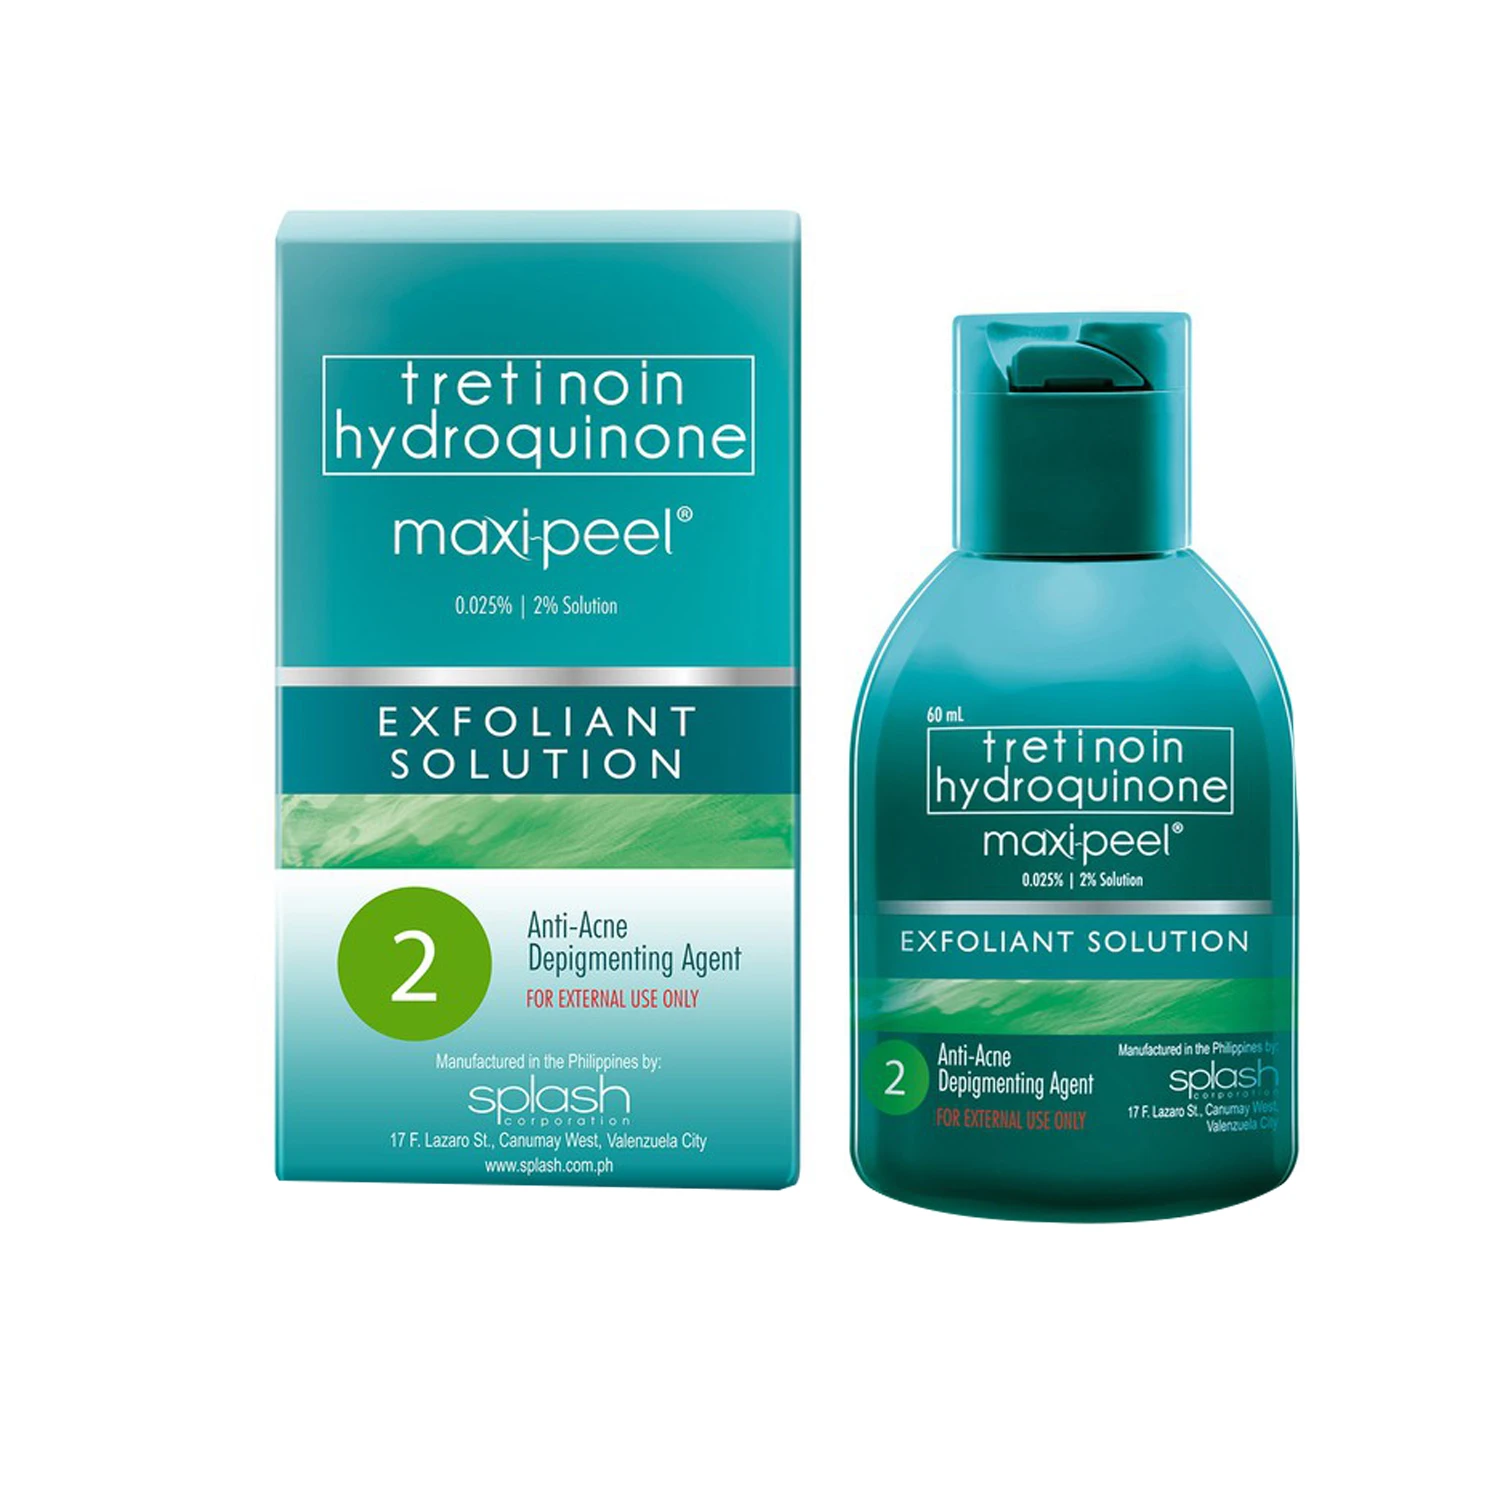 tretinoin
hydroquinone
maxi-peel®
0.025% | 2% Solution
EXFOLIANT
SOLUTION
2
Anti-Acne
Depigmenting Agent
FOR EXTERNAL USE ONLY
Manufactured in the Philippines by:
splash
corporation
17 F. Lazaro St., Canumay West, Valenzuela City
www.splash.com.ph
60 mL
tretinoin
hydroquinone
maxi-peel®
0.025% | 2% Solution
EXFOLIANT SOLUTION
2
Anti-Acne
Depigmenting Agent
FOR EXTERNAL USE ONLY
Manufactured in the Philippines by:
splash
corporation
17 F. Lazaro St., Canumay West,
Valenzuela City